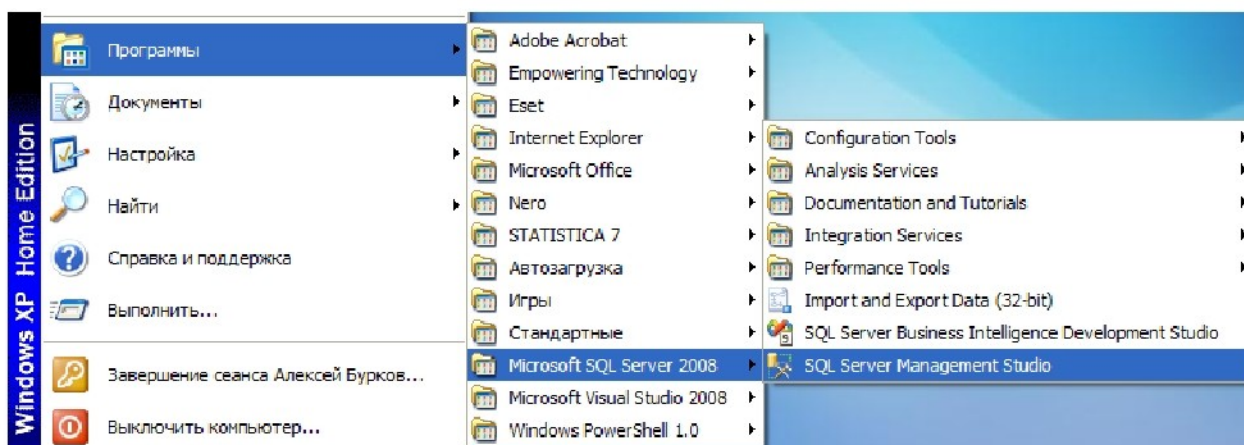 Windows XP Home Edition
Программы
Документы
Настройка
Найти
Справка и поддержка
Выполнить...
Завершение сеанса Алексей Бурков...
Выключить компьютер...
Adobe Acrobat
Empowering Technology
Eset
Internet Explorer
Microsoft Office
Nero
STATISTICA 7
Автозагрузка
Игры
Стандартные
Microsoft SQL Server 2008
Microsoft Visual Studio 2008
Windows PowerShell 1.0
Configuration Tools
Analysis Services
Documentation and Tutorials
Integration Services
Performance Tools
Import and Export Data (32-bit)
SQL Server Business Intelligence Development Studio
SQL Server Management Studio